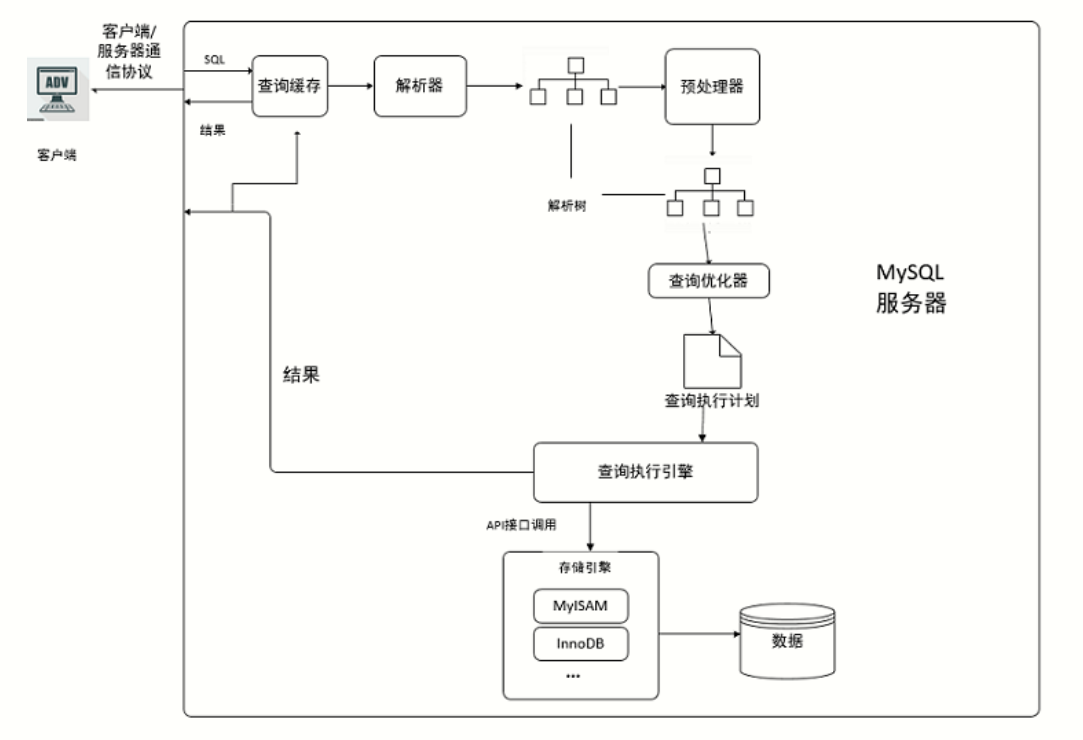 客户端/
服务器通
信协议
ADV
客户端
SQL
结果
查询缓存
解析器
预处理器
解析树
查询优化器
MySQL
服务器
查询执行计划
结果
查询执行引擎
API接口调用
存储引擎
MyISAM
InnoDB
...
数据